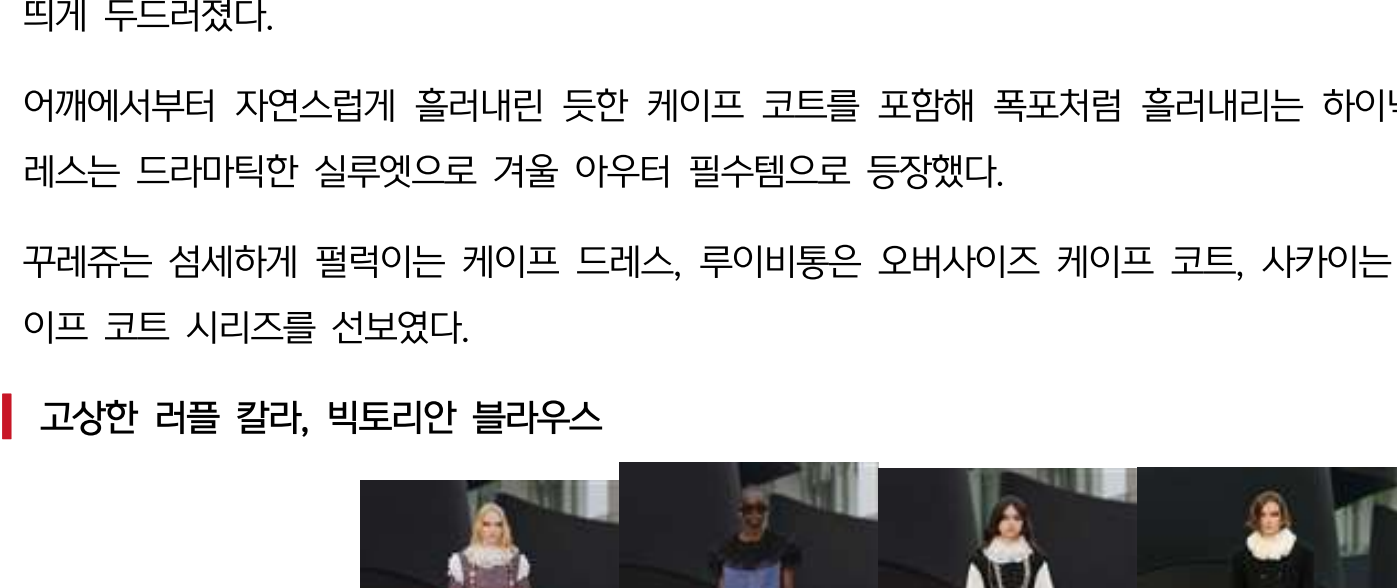 띄게 두드러졌다.
어깨에서부터 자연스럽게 흘러내린 듯한 케이프 코트를 포함해 폭포처럼 흘러내리는 하이
레스는 드라마틱한 실루엣으로 겨울 아우터 필수템으로 등장했다.
꾸레쥬는 섬세하게 펄럭이는 케이프 드레스, 루이비통은 오버사이즈 케이프 코트, 사카이는
이프 코트 시리즈를 선보였다.
고상한 러플 칼라, 빅토리안 블라우스